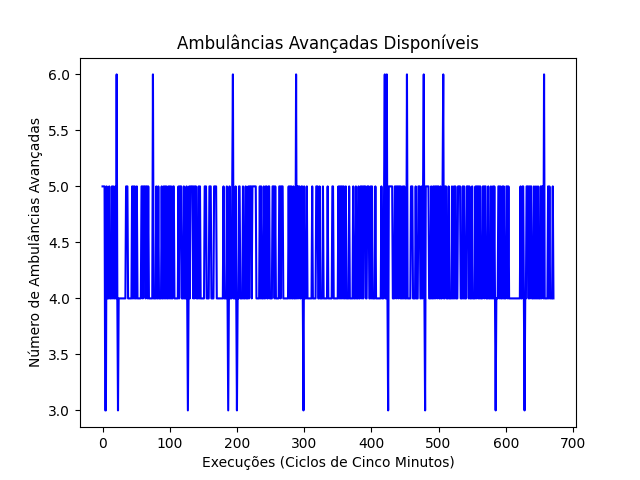 Ambulâncias Avançadas Disponíveis
Número de Ambulâncias Avançadas
6.0
5.5
5.0
4.5
4.0
3.5
3.0
0 100 200 300 400 500 600 700
Execuções (Ciclos de Cinco Minutos)